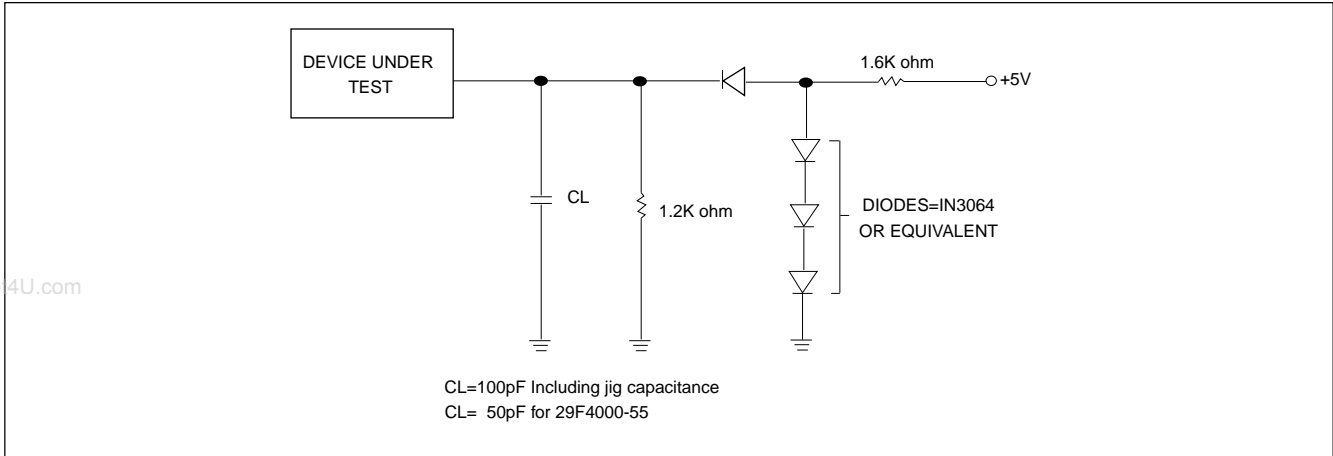 DEVICE UNDER
TEST
1.6K ohm
+5V
CL
1.2K ohm
DIODES=IN3064
OR EQUIVALENT
4U.com
CL=100pF Including jig capacitance
CL= 50pF for 29F4000-55